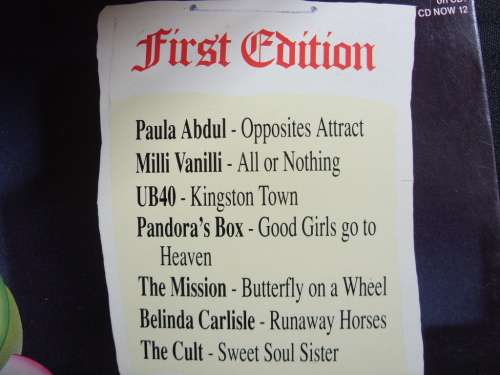 on CD.
CD NOW 12
First Edition
Paula Abdul - Opposites Attract
Milli Vanilli - All or Nothing
UB40 - Kingston Town
Pandora's Box - Good Girls go to
Heaven
The Mission - Butterfly on a Wheel
Belinda Carlisle - Runaway Horses
The Cult - Sweet Soul Sister